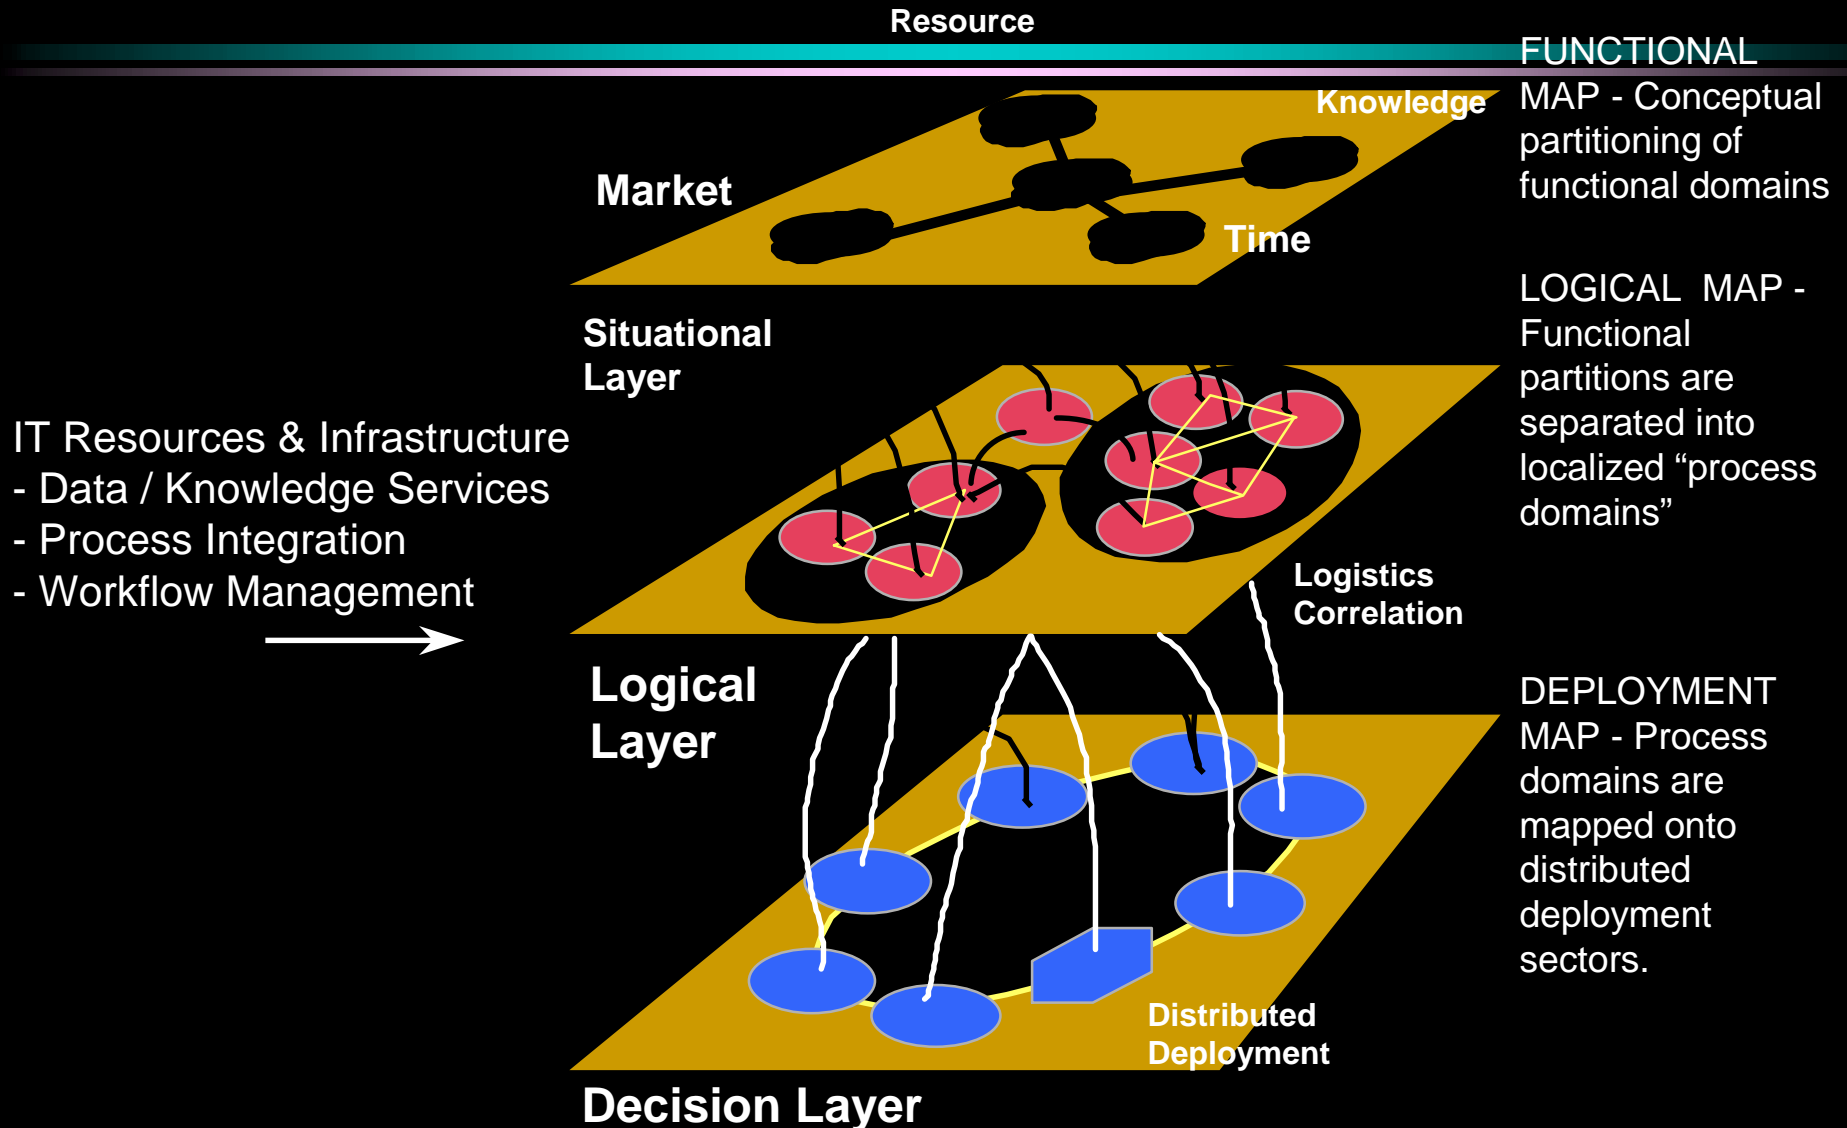 Resource
Knowledge
Market
Time
FUNCTIONAL
MAP - Conceptual
partitioning of
functional domains
Situational
Layer
LOGICAL  MAP -
Functional
partitions are
separated into
localized “process
domains”
IT Resources & Infrastructure
- Data / Knowledge Services
- Process Integration
- Workflow Management
Logistics
Correlation
Logical
Layer
DEPLOYMENT
MAP - Process
domains are
mapped onto
distributed
deployment
sectors.
Distributed
Deployment
Decision Layer